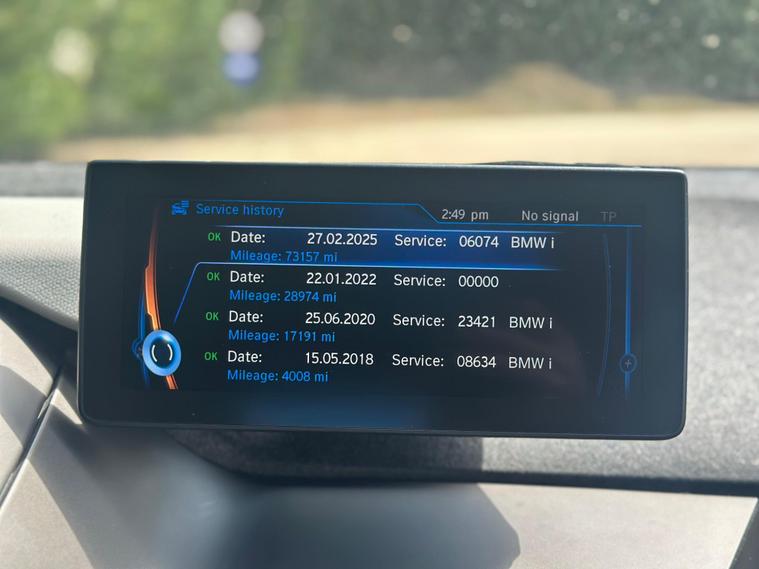 Service history 2:49 pm No signal TP
OK Date: 27.02.2025 Service: 06074 BMW i
Mileage: 73157 mi
OK Date: 22.01.2022 Service: 00000
Mileage: 28974 mi
OK Date: 25.06.2020 Service: 23421 BMW i
Mileage: 17191 mi
OK Date: 15.05.2018 Service: 08634 BMW i
Mileage: 4008 mi